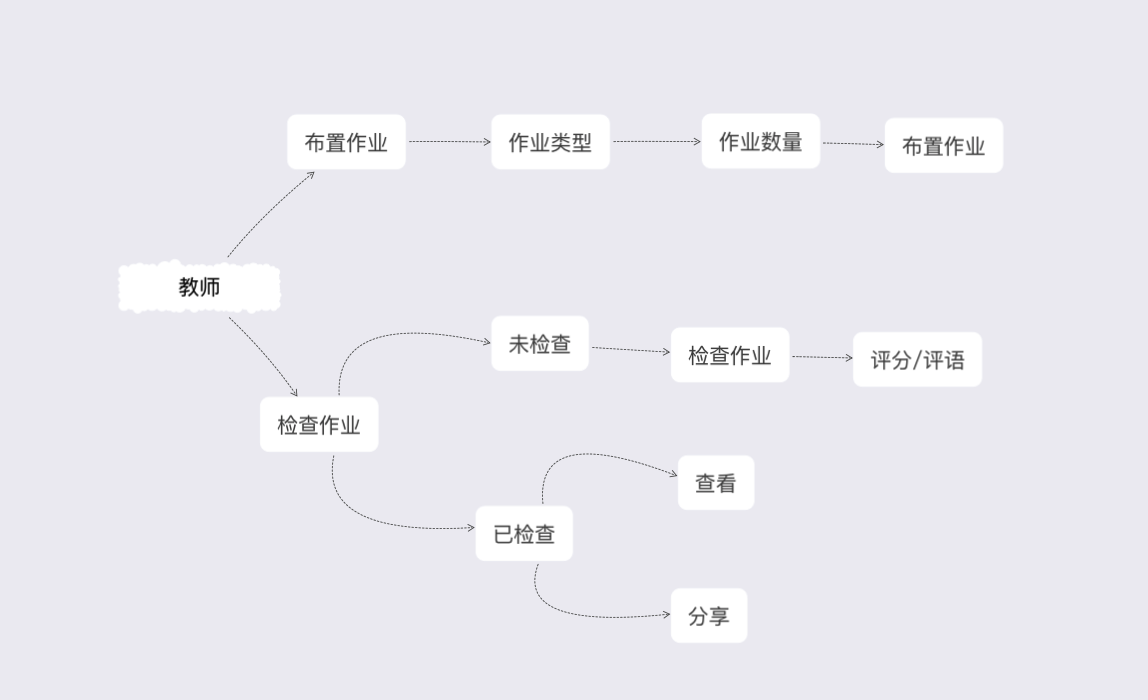 布置作业
作业类型
作业数量
布置作业
教师
未检查
检查作业
评分/评语
检查作业
查看
已检查
分享